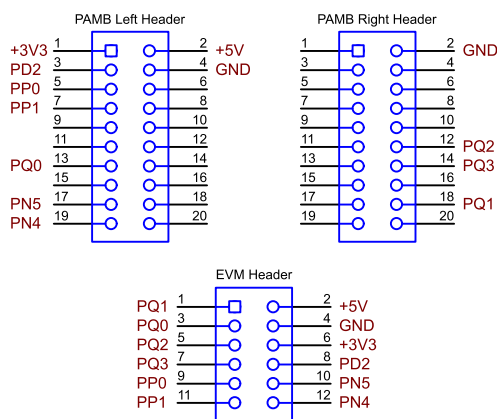 PAMB Left Header PAMB Right Header
+3V3 1 2 +5V 1 2 GND
PD2 3 4 GND 3 4
PP0 5 6 5 6
PP1 7 8 7 8
9 10 9 10
11 12 11 12 PQ2
PQ0 13 14 13 14 PQ3
15 16 15 16
PN5 17 18 17 18 PQ1
PN4 19 20 19 20
EVM Header
PQ1 1 2 +5V
PQ0 3 4 GND
PQ2 5 6 +3V3
PQ3 7 8 PD2
PP0 9 10 PN5
PP1 11 12 PN4